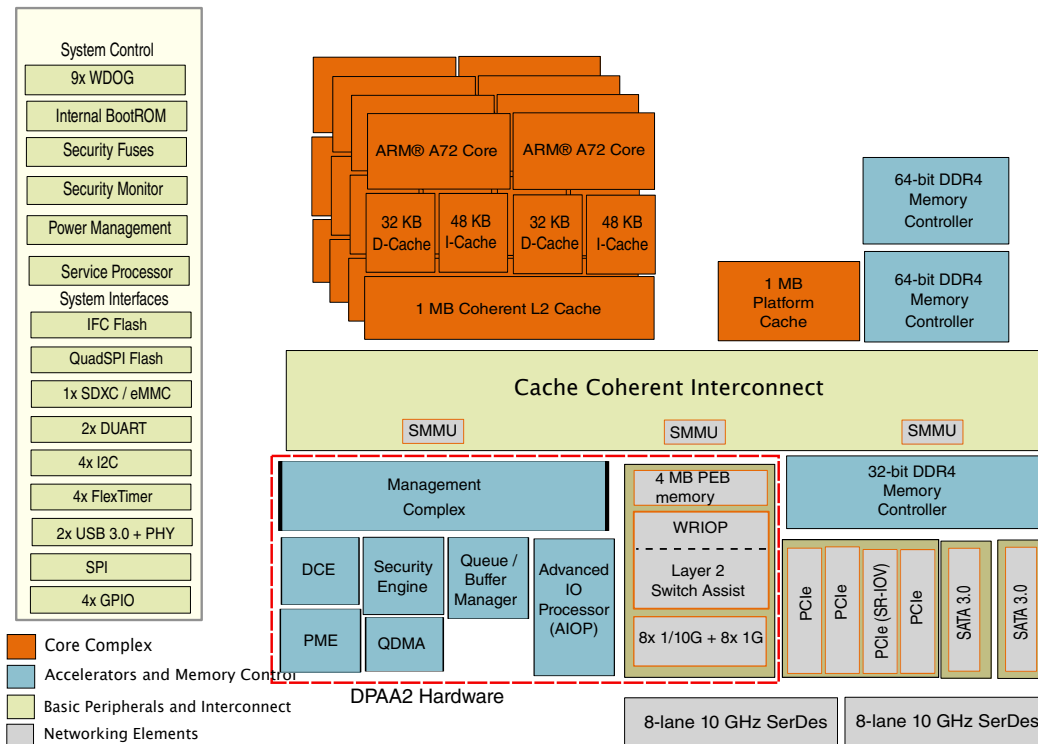 System Control
9x WDOG
Internal BootROM
Security Fuses
Security Monitor
Power Management
Service Processor
System Interfaces
IFC Flash
QuadSPI Flash
1x SDXC / eMMC
2x DUART
4x I2C
4x FlexTimer
2x USB 3.0 + PHY
SPI
4x GPIO
Core Complex
Accelerators and Memory Control
Basic Peripherals and Interconnect
Networking Elements
ARM® A72 Core
ARM® A72 Core
32 KB
D-Cache
48 KB
I-Cache
32 KB
D-Cache
48 KB
I-Cache
1 MB Coherent L2 Cache
64-bit DDR4
Memory
Controller
1 MB
Platform
Cache
64-bit DDR4
Memory
Controller
Cache Coherent Interconnect
SMMU
SMMU
SMMU
Management
Complex
DCE
Security
Engine
Queue /
Buffer
Manager
Advanced
IO
Processor
(AIOP)
PME
QDMA
DPAA2 Hardware
4 MB PEB
memory
WRIOP
Layer 2
Switch Assist
8x 1/10G + 8x 1G
32-bit DDR4
Memory
Controller
PCIe
PCIe
PCIe (SR-IOV)
PCIe
SATA 3.0
SATA 3.0
8-lane 10 GHz SerDes
8-lane 10 GHz SerDes